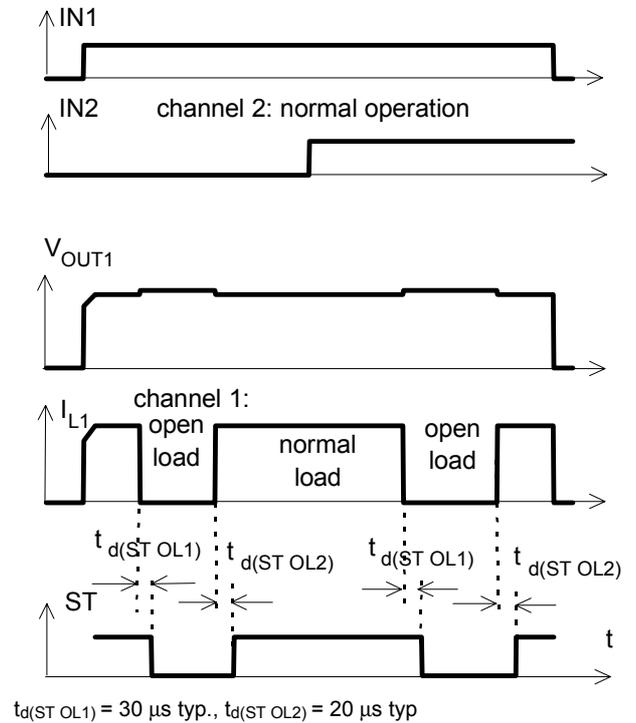 IN1
IN2 channel 2: normal operation
VOUT1
channel 1:
IL1
open load
normal load
open load
td(ST OL1)
td(ST OL2)
td(ST OL1)
td(ST OL2)
ST
t
td(ST OL1) = 30 µs typ., td(ST OL2) = 20 µs typ